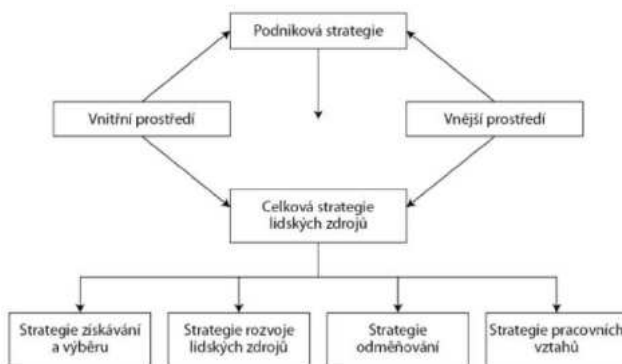 Podniková strategie
Vnitřní prostředí
Vnější prostředí
Celková strategie
lidských zdrojů
Strategie získávání
a výběru
Strategie rozvoje
lidských zdrojů
Strategie
odměňování
Strategie pracovních
vztahů